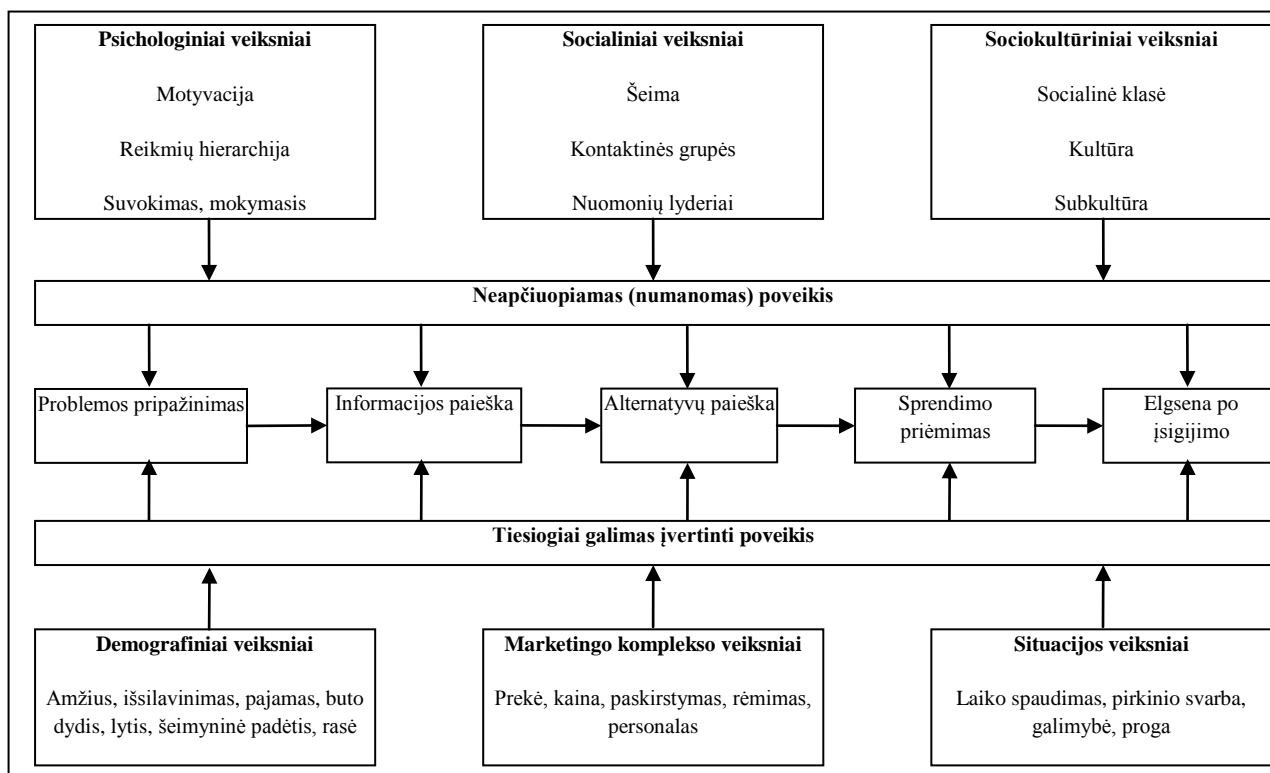 Psichologiniai veiksniai
Motyvacija
Reikmių hierarchija
Suvokimas, mokymasis
Socialiniai veiksniai
Šeima
Kontaktinės grupės
Nuomonių lyderiai
Sociokultūriniai veiksniai
Socialinė klasė
Kultūra
Subkultūra
Neapčiuopiamas (numanomas) poveikis
Problemos pripažinimas
Informacijos paieška
Alternatyvų paieška
Sprendimo
priėmimas
Elgsena po
įsigijimo
Tiesiogiai galimas įvertinti poveikis
Demografiniai veiksniai
Amžius, išsilavinimas, pajamas, buto
dydis, lytis, šeimyninė padėtis, rasė
Marketingo komplekso veiksniai
Prekė, kaina, paskirstymas, rėmimas,
personalas
Situacijos veiksniai
Laiko spaudimas, pirkinio svarba,
galimybė, proga